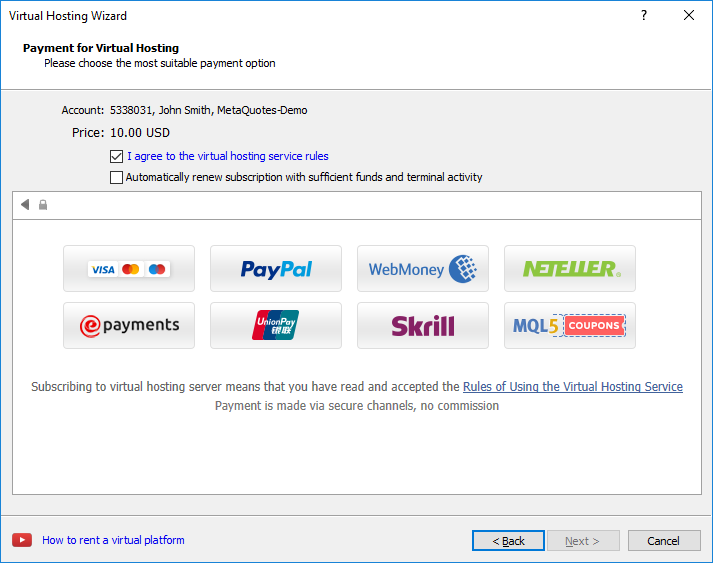 Virtual Hosting Wizard ?
Payment for Virtual Hosting
Please choose the most suitable payment option
Account: 5338031, John Smith, MetaQuotes-Demo
Price: 10.00 USD
I agree to the virtual hosting service rules
Automatically renew subscription with sufficient funds and terminal activity
VISA PayPal WebMoney NETELLER®
epayments UnionPay 银联 Skrill MQL5 COUPONS
Subscribing to virtual hosting server means that you have read and accepted the Rules of Using the Virtual Hosting Service
Payment is made via secure channels, no commission
How to rent a virtual platform < Back Next > Cancel